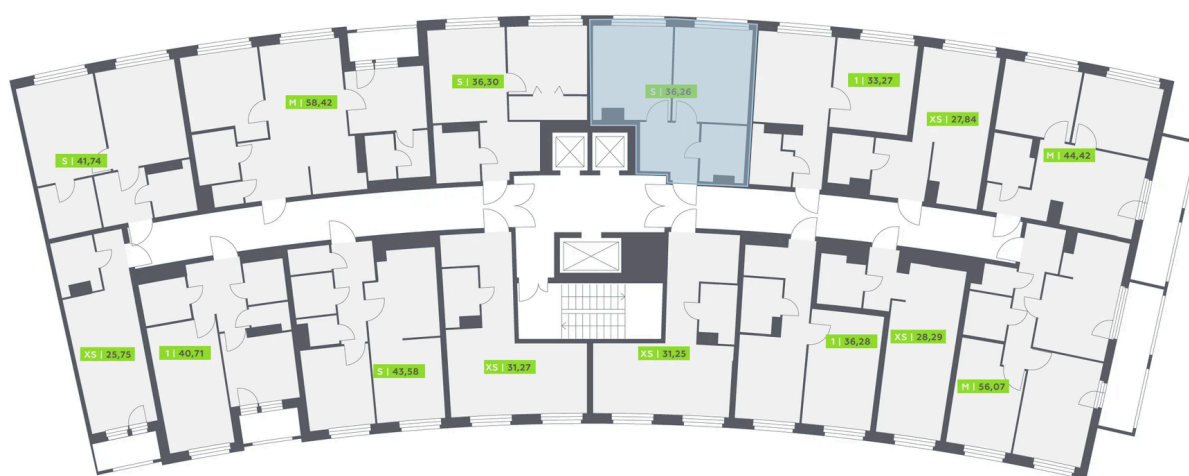 S | 41,74
M | 58,42
S | 36,30
S | 36,26
1 | 33,27
XS | 27,84
M | 44,42
XS | 25,75
1 | 40,71
S | 43,58
XS | 31,27
XS | 31,25
1 | 36,28
XS | 28,29
M | 56,07